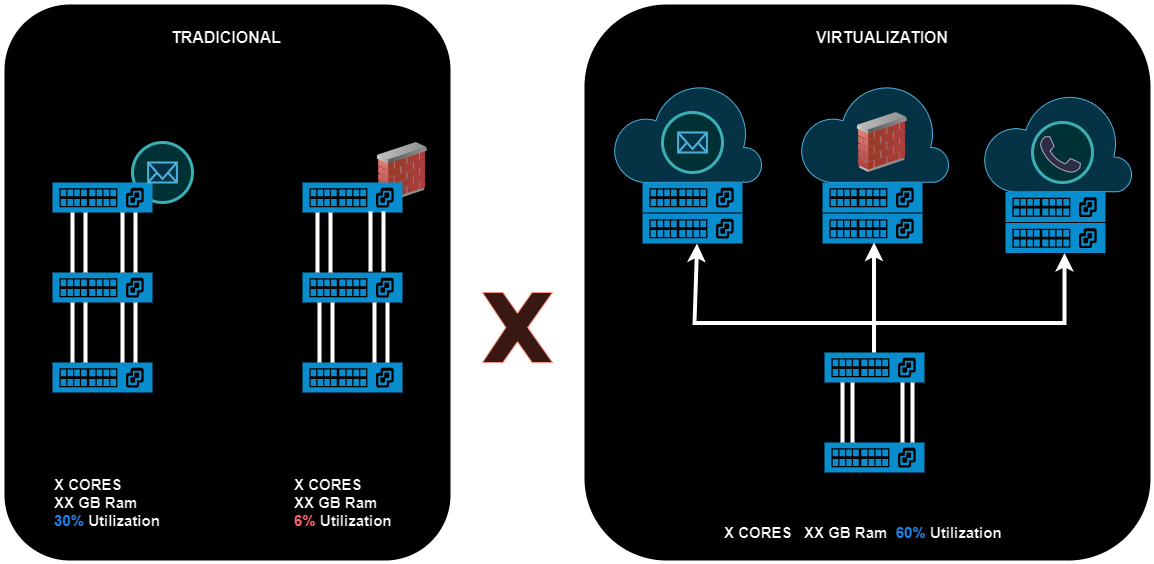 TRADICIONAL
X CORES
XX GB Ram
30% Utilization
X CORES
XX GB Ram
6% Utilization
X
VIRTUALIZATION
X CORES XX GB Ram 60% Utilization